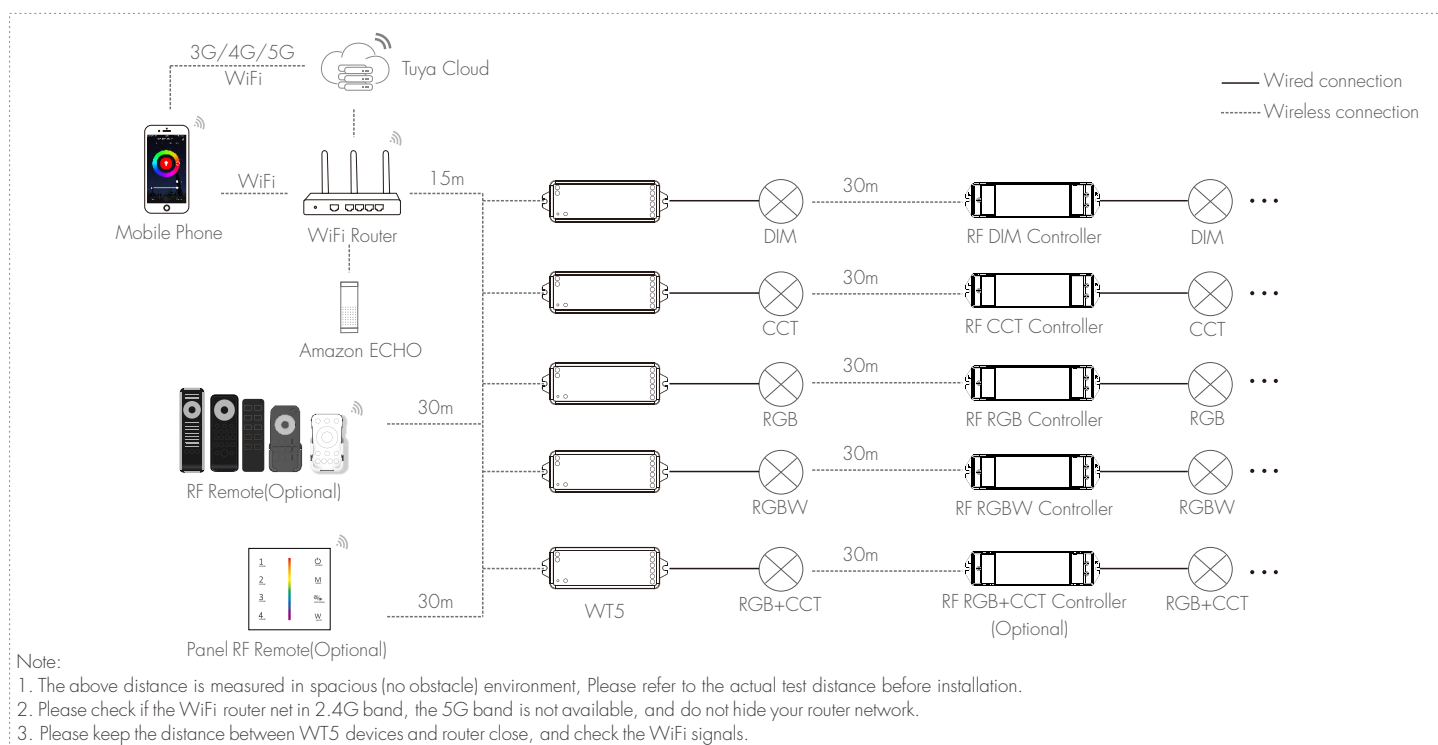 3G/4G/5G
WiFi
Tuya Cloud
Wired connection
Wireless connection
WiFi
15m
Mobile Phone
WiFi Router
Amazon ECHO
30m
DIM
RF DIM Controller
DIM
30m
CCT
RF CCT Controller
CCT
30m
RGB
RF RGB Controller
RGB
30m
RF Remote(Optional)
30m
RGBW
RF RGBW Controller
RGBW
1
2
3
4
M
W
30m
Panel RF Remote(Optional)
WT5
30m
RGB+CCT
RF RGB+CCT Controller
(Optional)
RGB+CCT
Note:
1. The above distance is measured in spacious (no obstacle) environment, Please refer to the actual test distance before installation.
2. Please check if the WiFi router net in 2.4G band, the 5G band is not available, and do not hide your router network.
3. Please keep the distance between WT5 devices and router close, and check the WiFi signals.